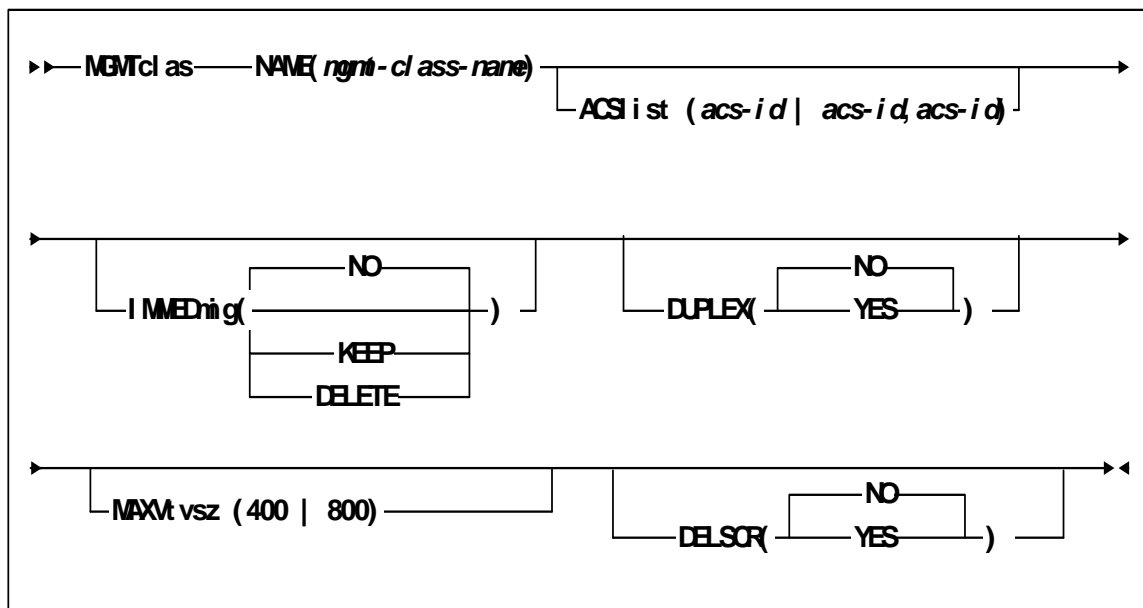 MGMTclas NAME(mgmt-class-name)
ACSlist (acs-id | acs-id,acs-id)
NO
IMMEDmig( )
KEEP
DELETE
NO
DUPLEX( YES )
MAXVtvsz (400 | 800)
NO
DELSCR( YES )